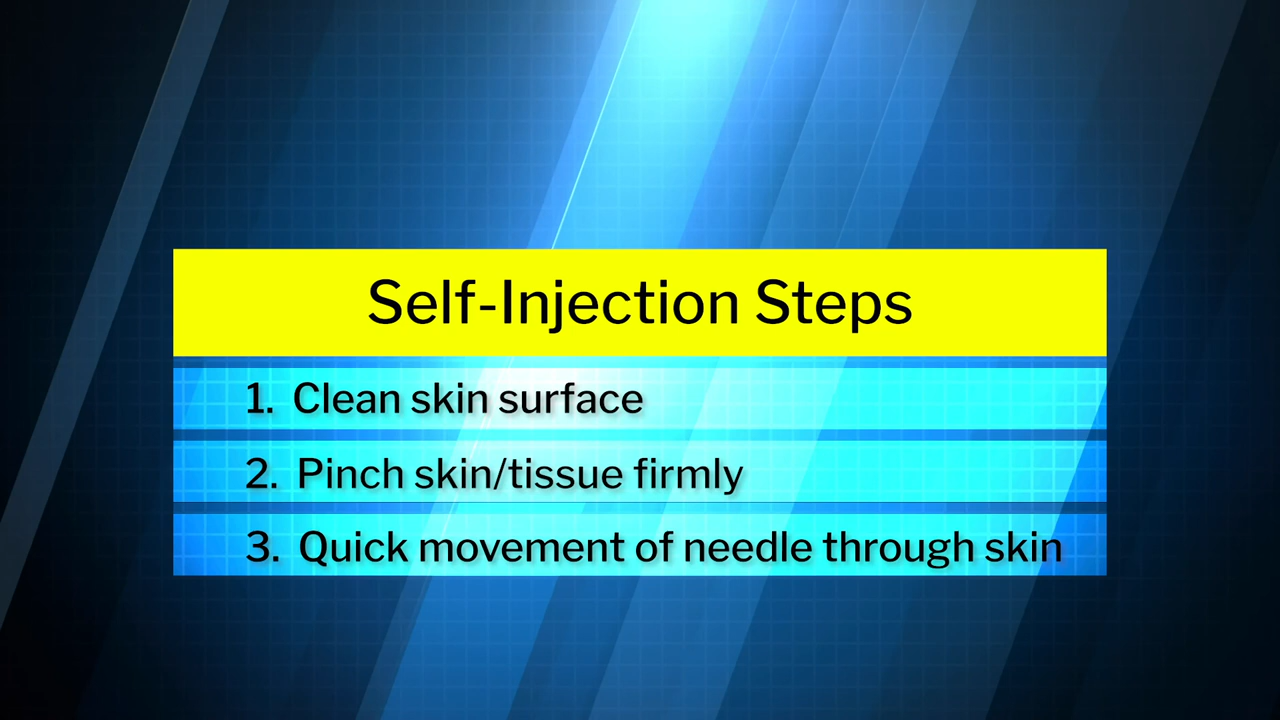 Self-Injection Steps
1. Clean skin surface
2. Pinch skin/tissue firmly
3. Quick movement of needle through skin